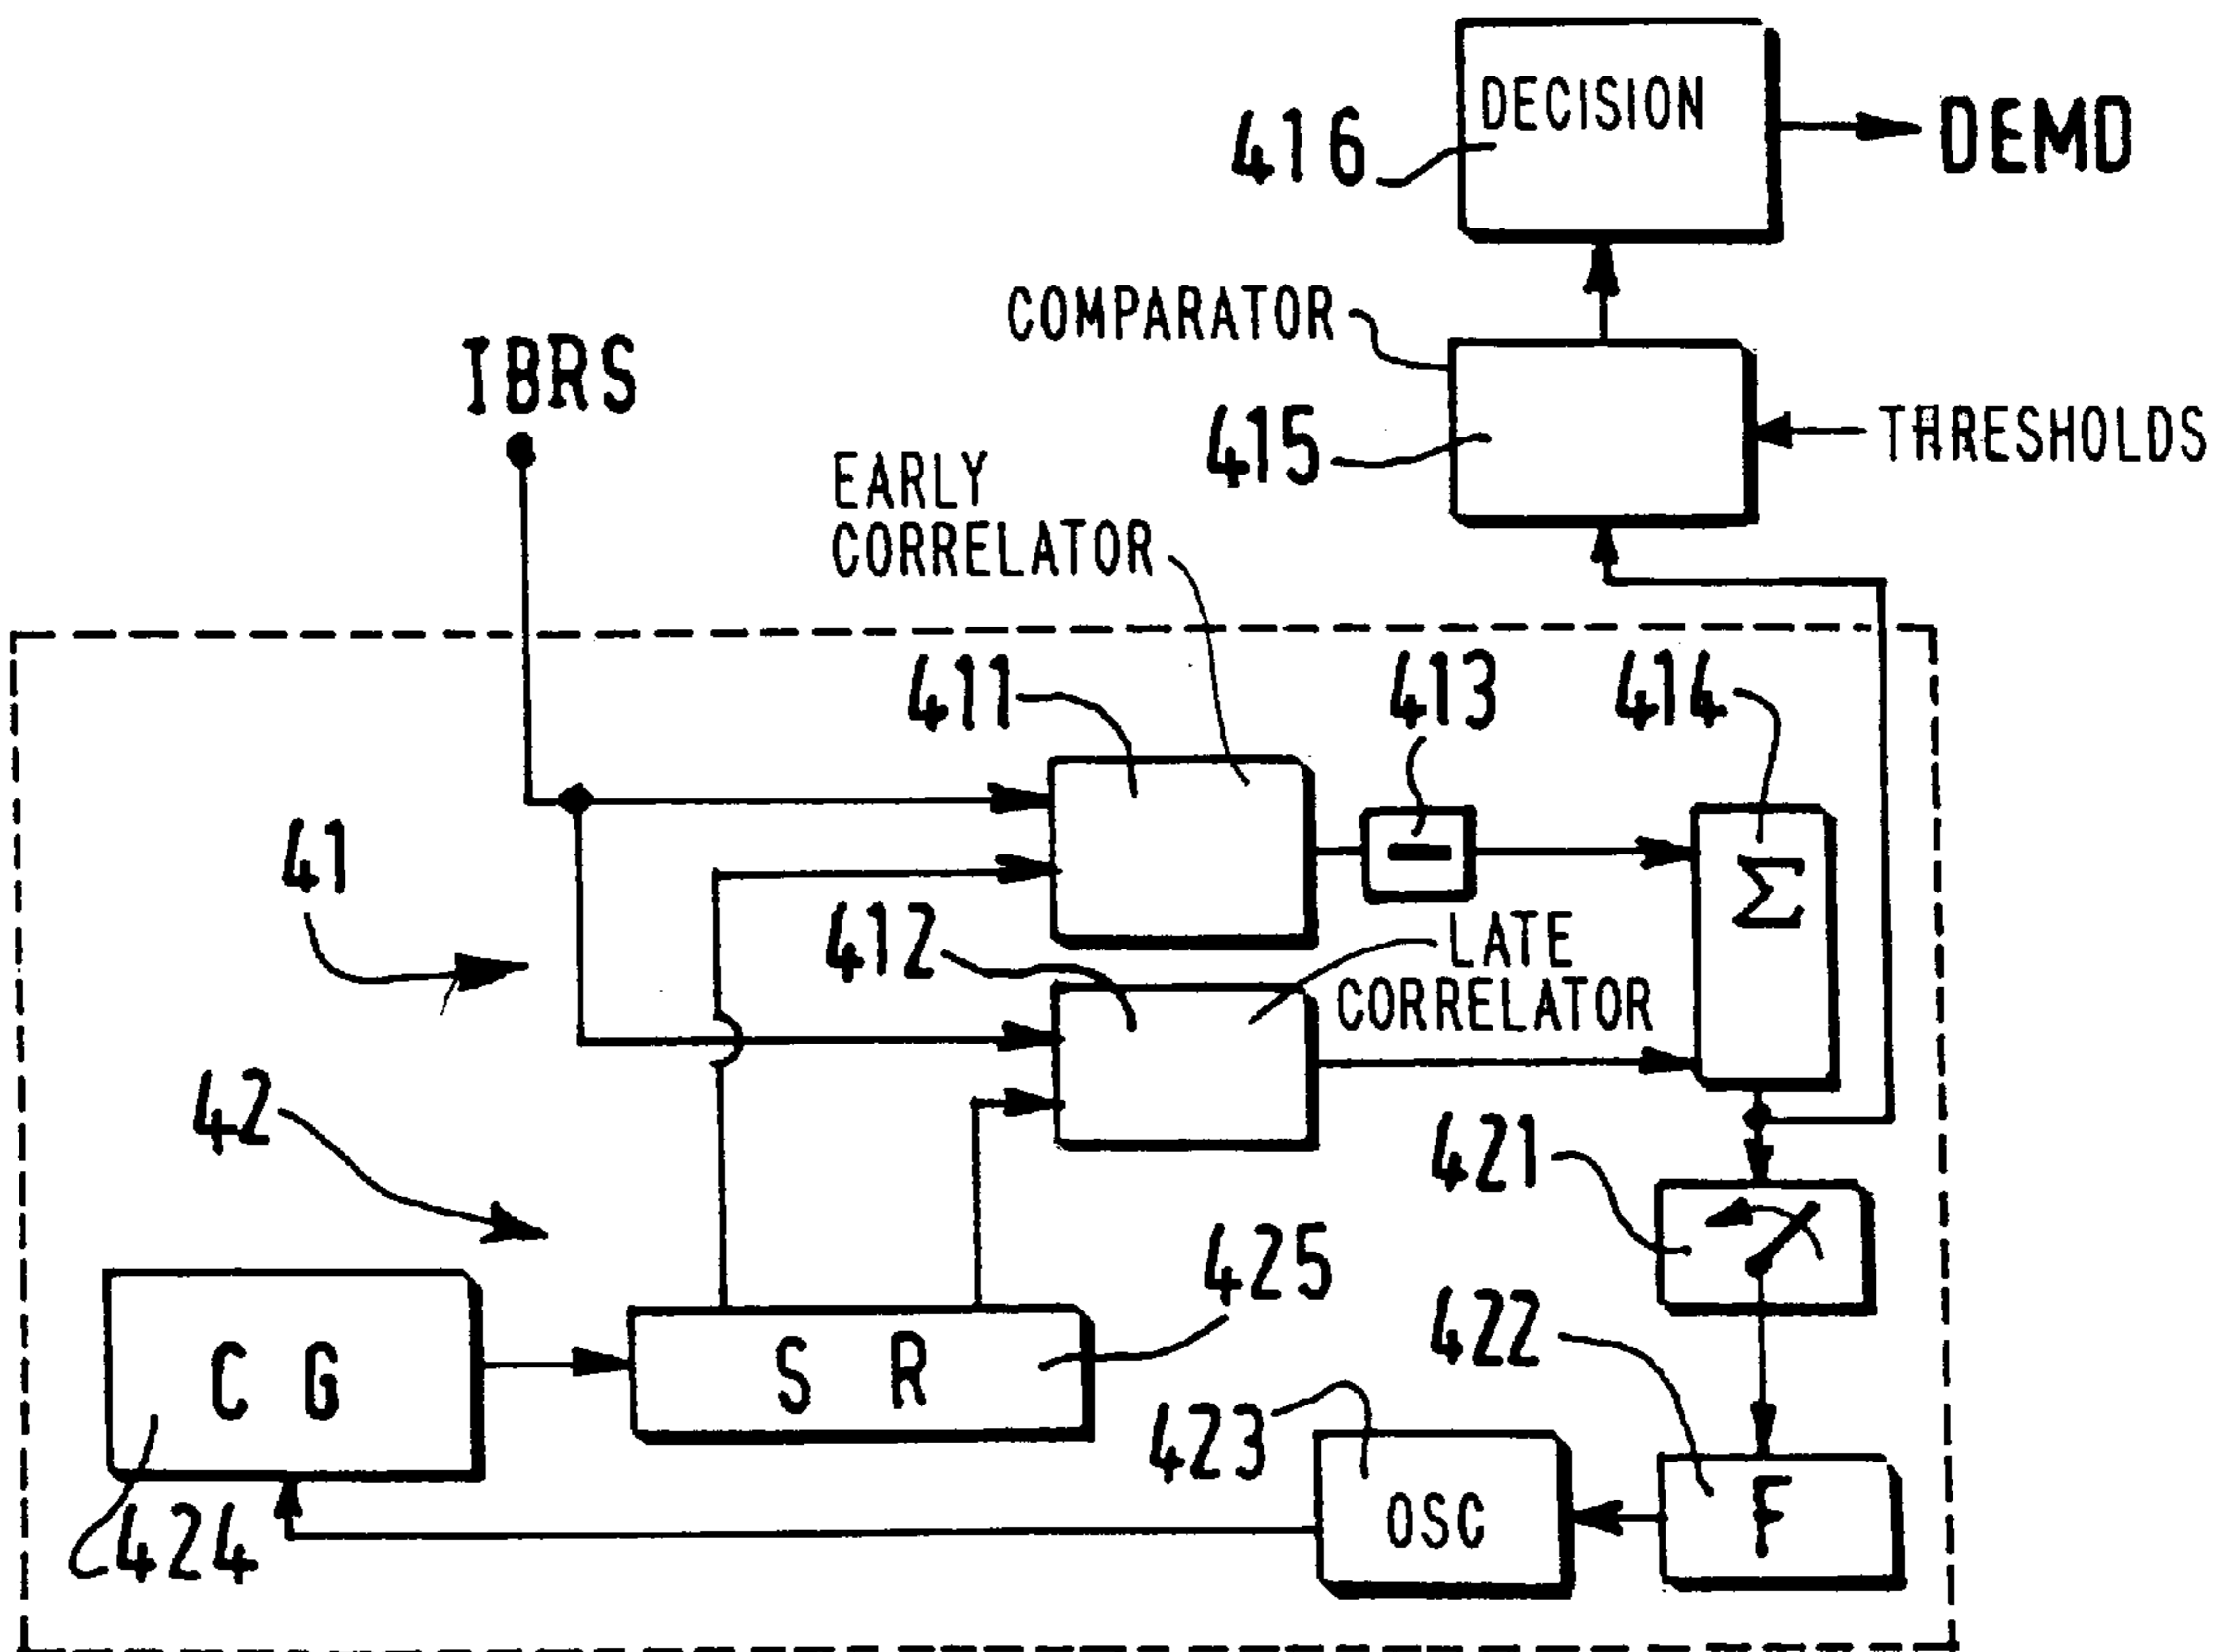 DECISION
416
DEMD
COMPARATOR
IBRS
415
THRESHOLDS
EARLY
CORRELATOR
411
413
414
41
Σ
412
LATE
CORRELATOR
42
421
425
422
C G
S R
423
OSC
F
424